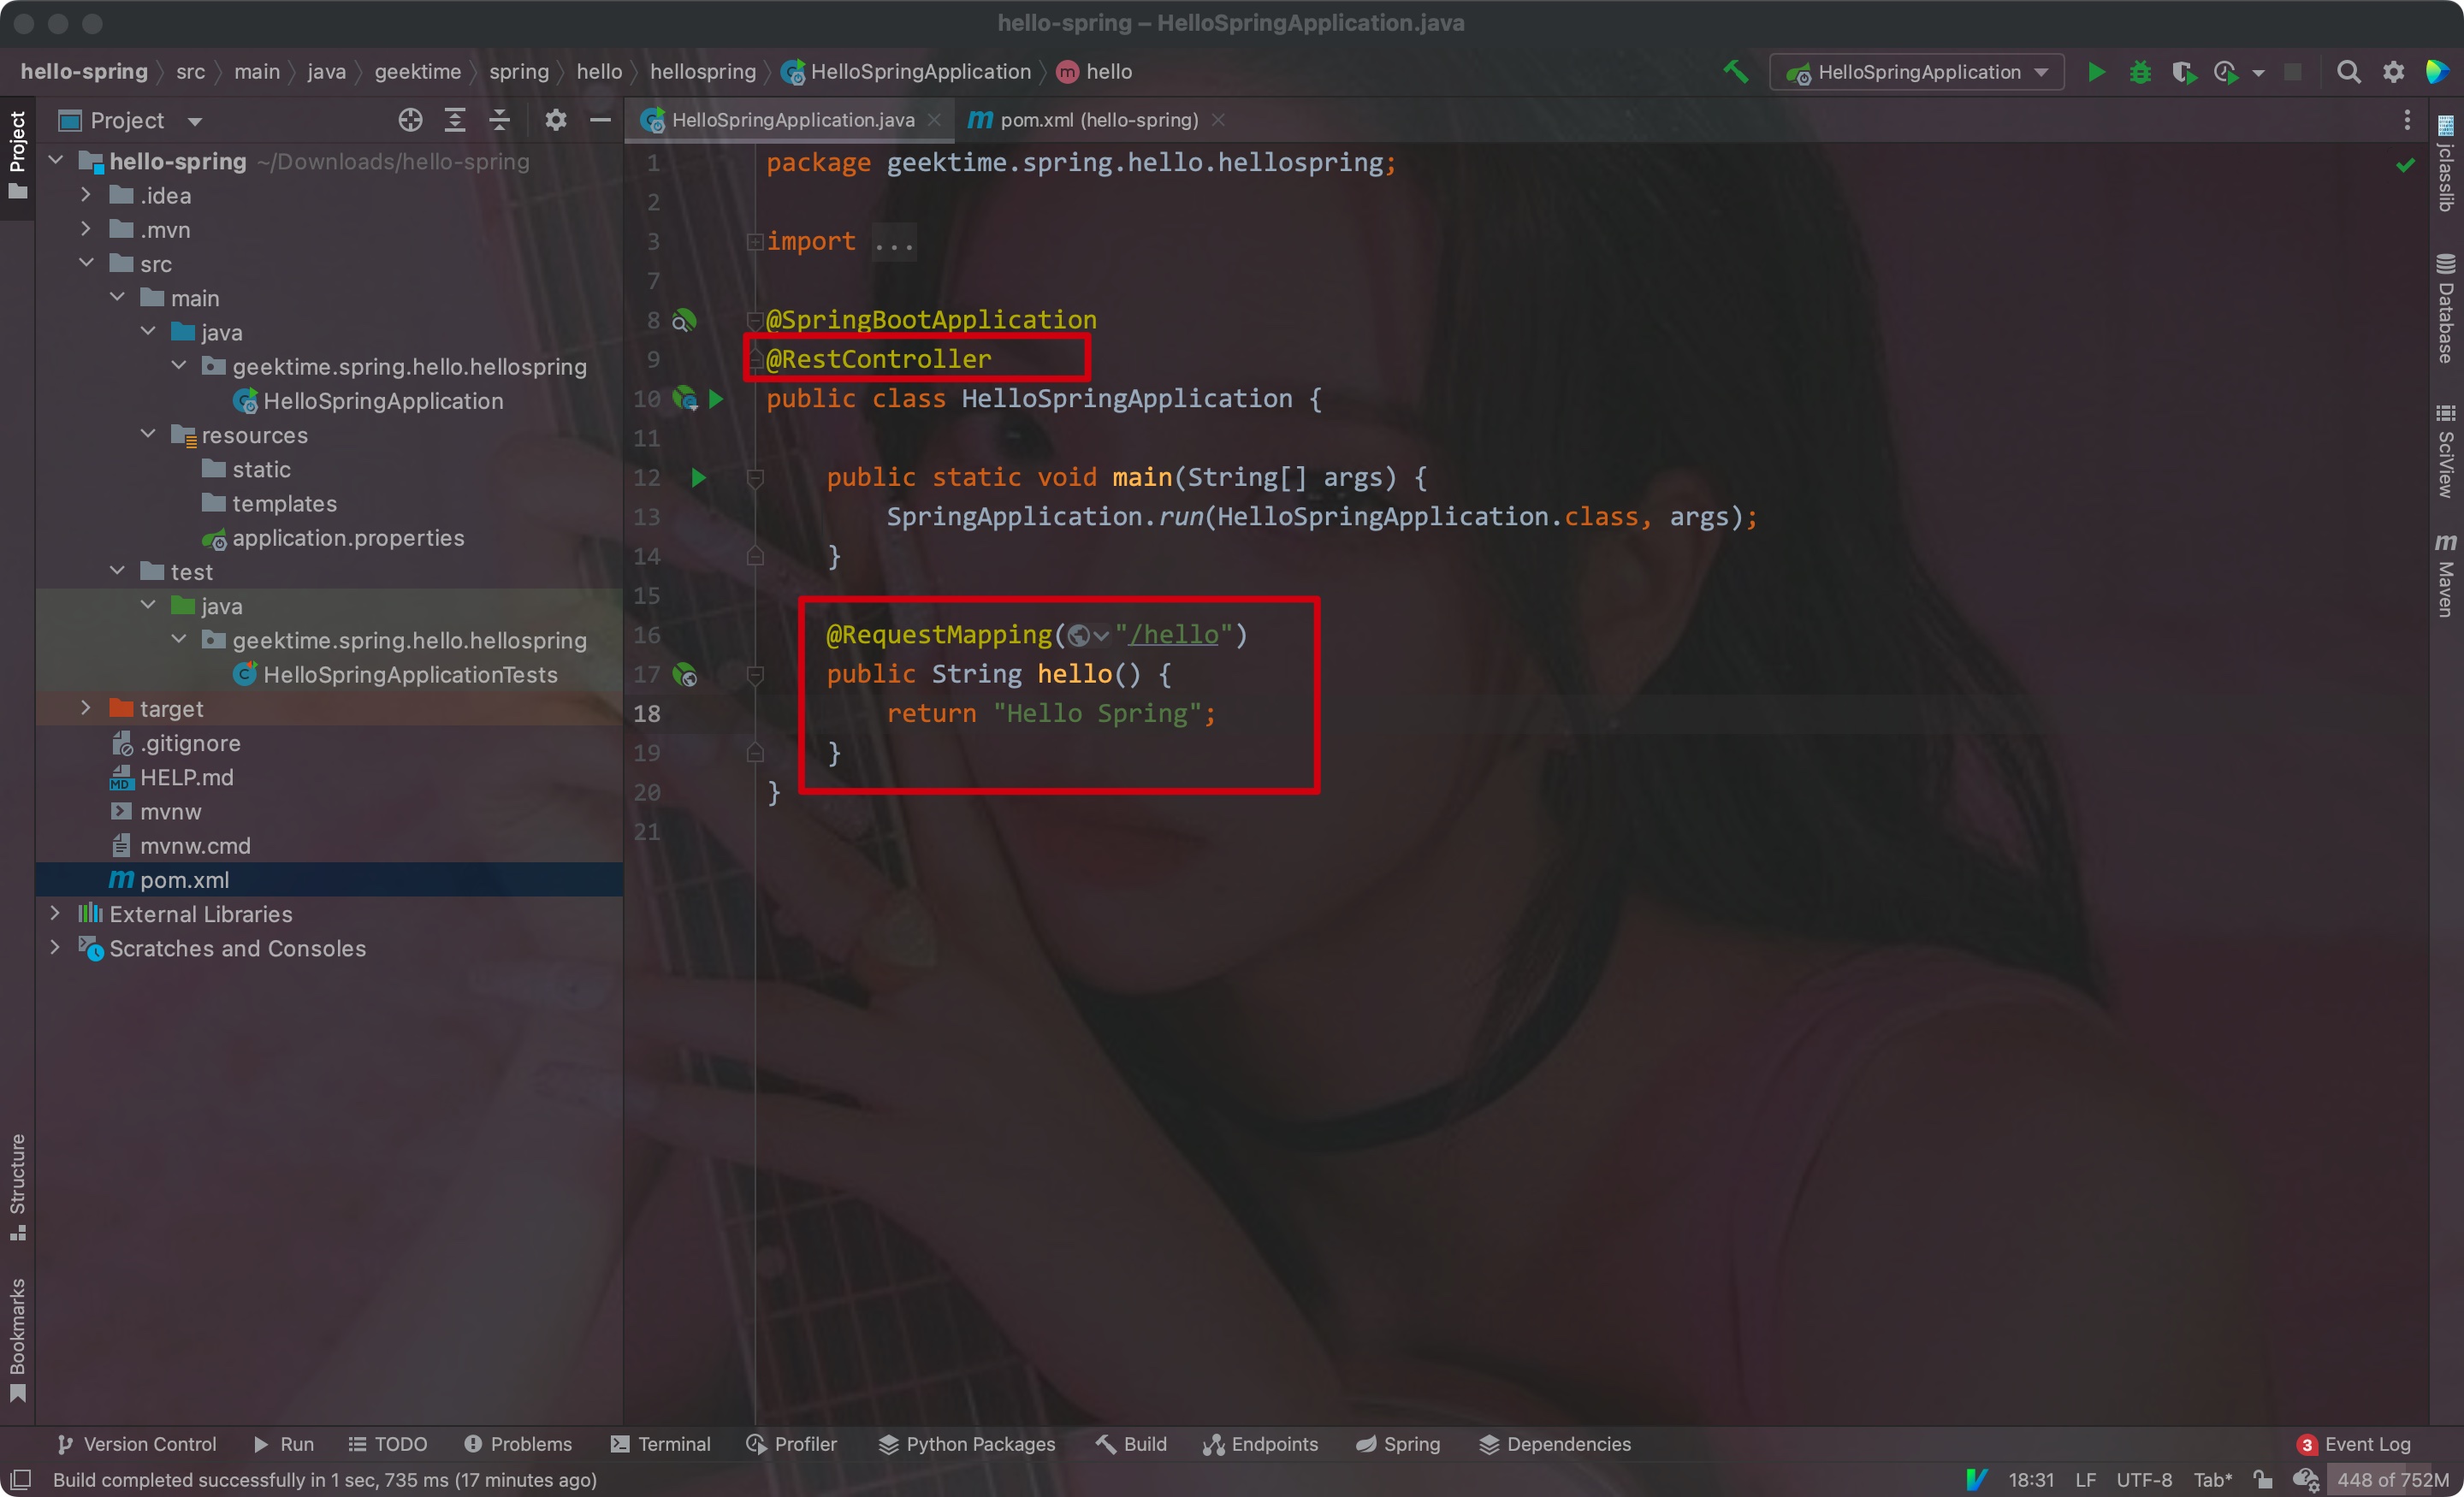 hello-spring – HelloSpringApplication.java
hello-spring src main java geektime spring hello hellospring HelloSpringApplication m hello
HelloSpringApplication
Project
Project
HelloSpringApplication.java
m pom.xml (hello-spring)
hello-spring ~/Downloads/hello-spring
.idea
.mvn
src
main
java
geektime.spring.hello.hellospring
HelloSpringApplication
resources
static
templates
application.properties
test
java
geektime.spring.hello.hellospring
HelloSpringApplicationTests
target
.gitignore
HELP.md
mvnw
mvnw.cmd
m pom.xml
External Libraries
Scratches and Consoles
Structure
Bookmarks
1 package geektime.spring.hello.hellospring;
2
3 import ...
7
8 @SpringBootApplication
9 @RestController
10 public class HelloSpringApplication {
11
12 public static void main(String[] args) {
13 SpringApplication.run(HelloSpringApplication.class, args);
14 }
15
16 @RequestMapping("/hello")
17 public String hello() {
18 return "Hello Spring";
19 }
20 }
21
jclasslib
Database
SciView
m Maven
Version Control Run TODO Problems Terminal Profiler Python Packages Build Endpoints Spring Dependencies 3 Event Log
Build completed successfully in 1 sec, 735 ms (17 minutes ago) 18:31 LF UTF-8 Tab* 448 of 752M